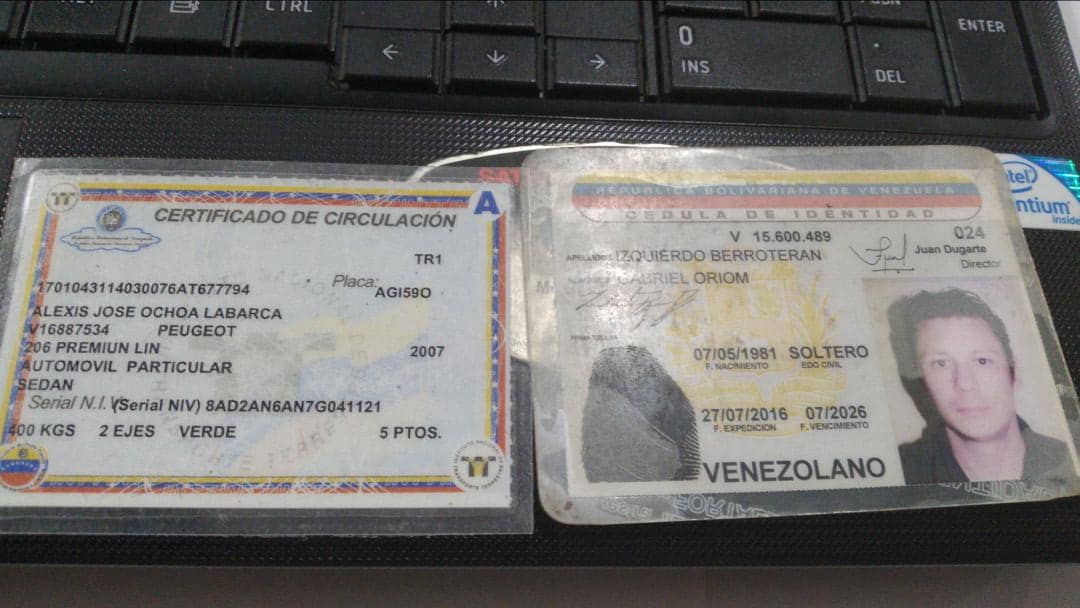 CTRL
0
INS
.
DEL
ENTER
CERTIFICADO DE CIRCULACIÓN
A
TR1
Placa:
AGI59O
1701043114030076AT677794
ALEXIS JOSE OCHOA LABARCA
V16887534 PEUGEOT
206 PREMIUN LIN 2007
AUTOMOVIL PARTICULAR
SEDAN
Serial N.I.V (Serial NIV) 8AD2AN6AN7G041121
400 KGS 2 EJES VERDE 5 PTOS.
REPUBLICA BOLIVARIANA DE VENEZUELA
CEDULA DE IDENTIDAD
V 15.600.489
024
Juan Dugarte
Director
APELLIDOS IZQUIERDO BERROTERAN
NOMBRES GABRIEL ORIOM
07/05/1981 SOLTERO
F. NACIMIENTO EDO CIVIL
27/07/2016 07/2026
F. EXPEDICION F. VENCIMIENTO
VENEZOLANO
intel
pentium
inside